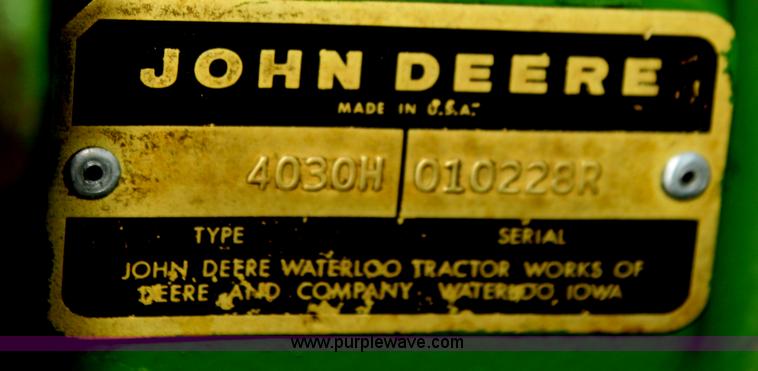 JOHN DEERE
MADE IN U.S.A.
4030H 010228R
TYPE SERIAL
JOHN DEERE WATERLOO TRACTOR WORKS OF
DEERE AND COMPANY WATERLOO, IOWA
www.purplewave.com